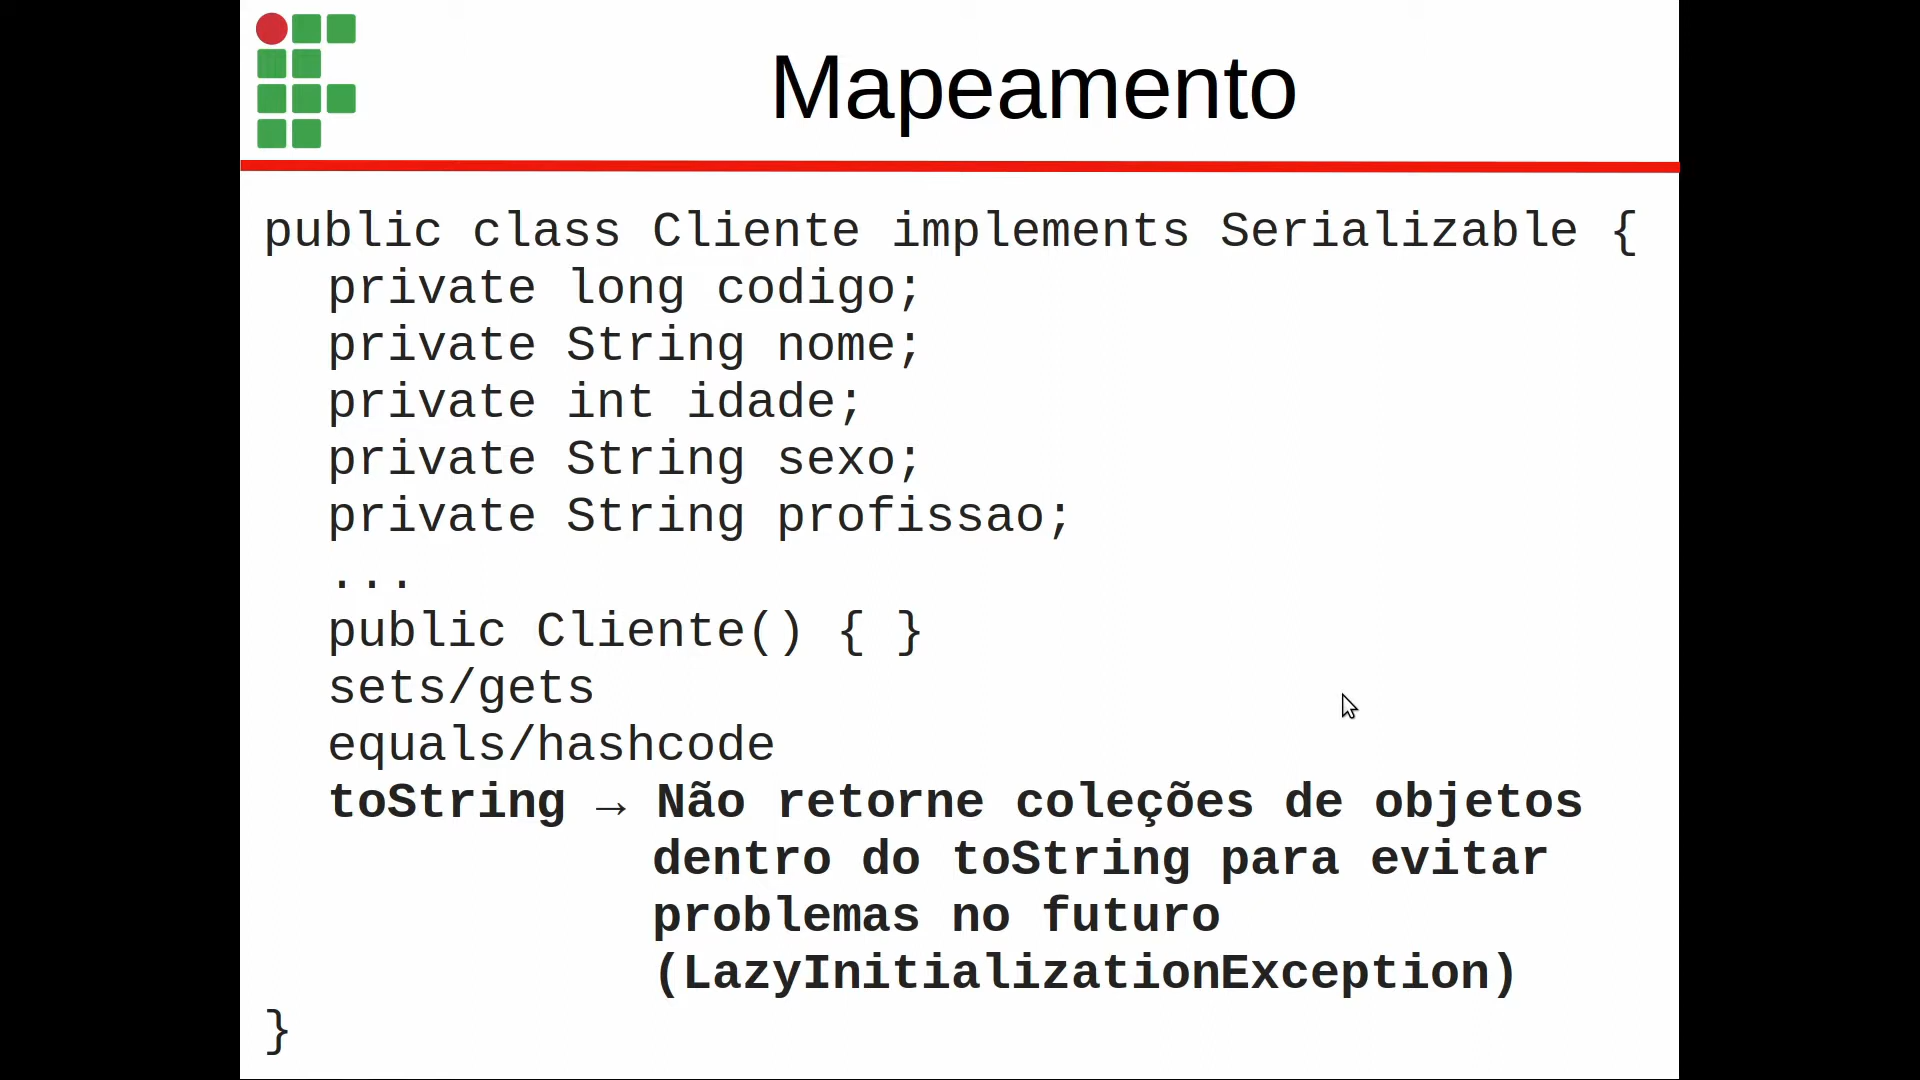 Mapeamento
public class Cliente implements Serializable {
private long codigo;
private String nome;
private int idade;
private String sexo;
private String profissao;
...
public Cliente() { }
sets/gets
equals/hashcode
toString → Não retorne coleções de objetos
dentro do toString para evitar
problemas no futuro
(LazyInitializationException)
}